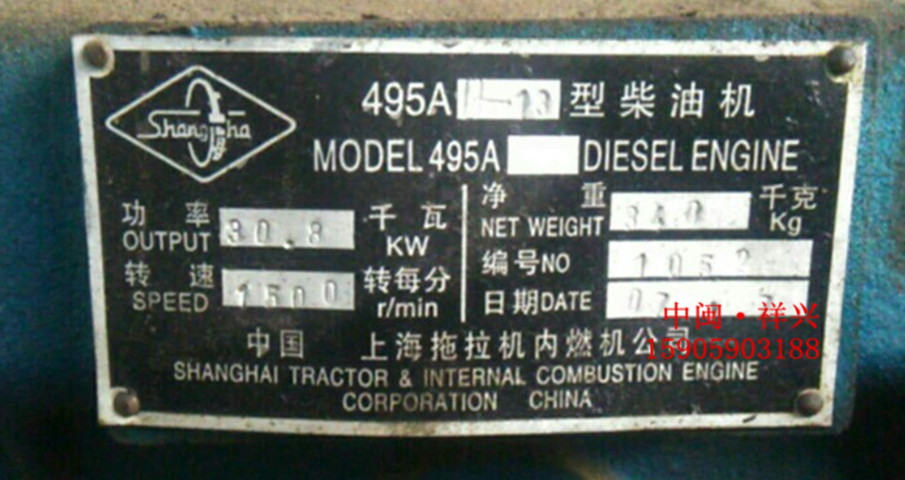 Shanghai
495A -13 型柴油机
MODEL 495A DIESEL ENGINE
功率 30.8 千瓦
OUTPUT KW
转速 1500 转每分
SPEED r/min
净重 340 千克
NET WEIGHT Kg
编号NO 1052
日期DATE 07.
中国 上海拖拉机内燃机公司
SHANGHAI TRACTOR & INTERNAL COMBUSTION ENGINE
CORPORATION CHINA
中闽·祥兴
15905903188